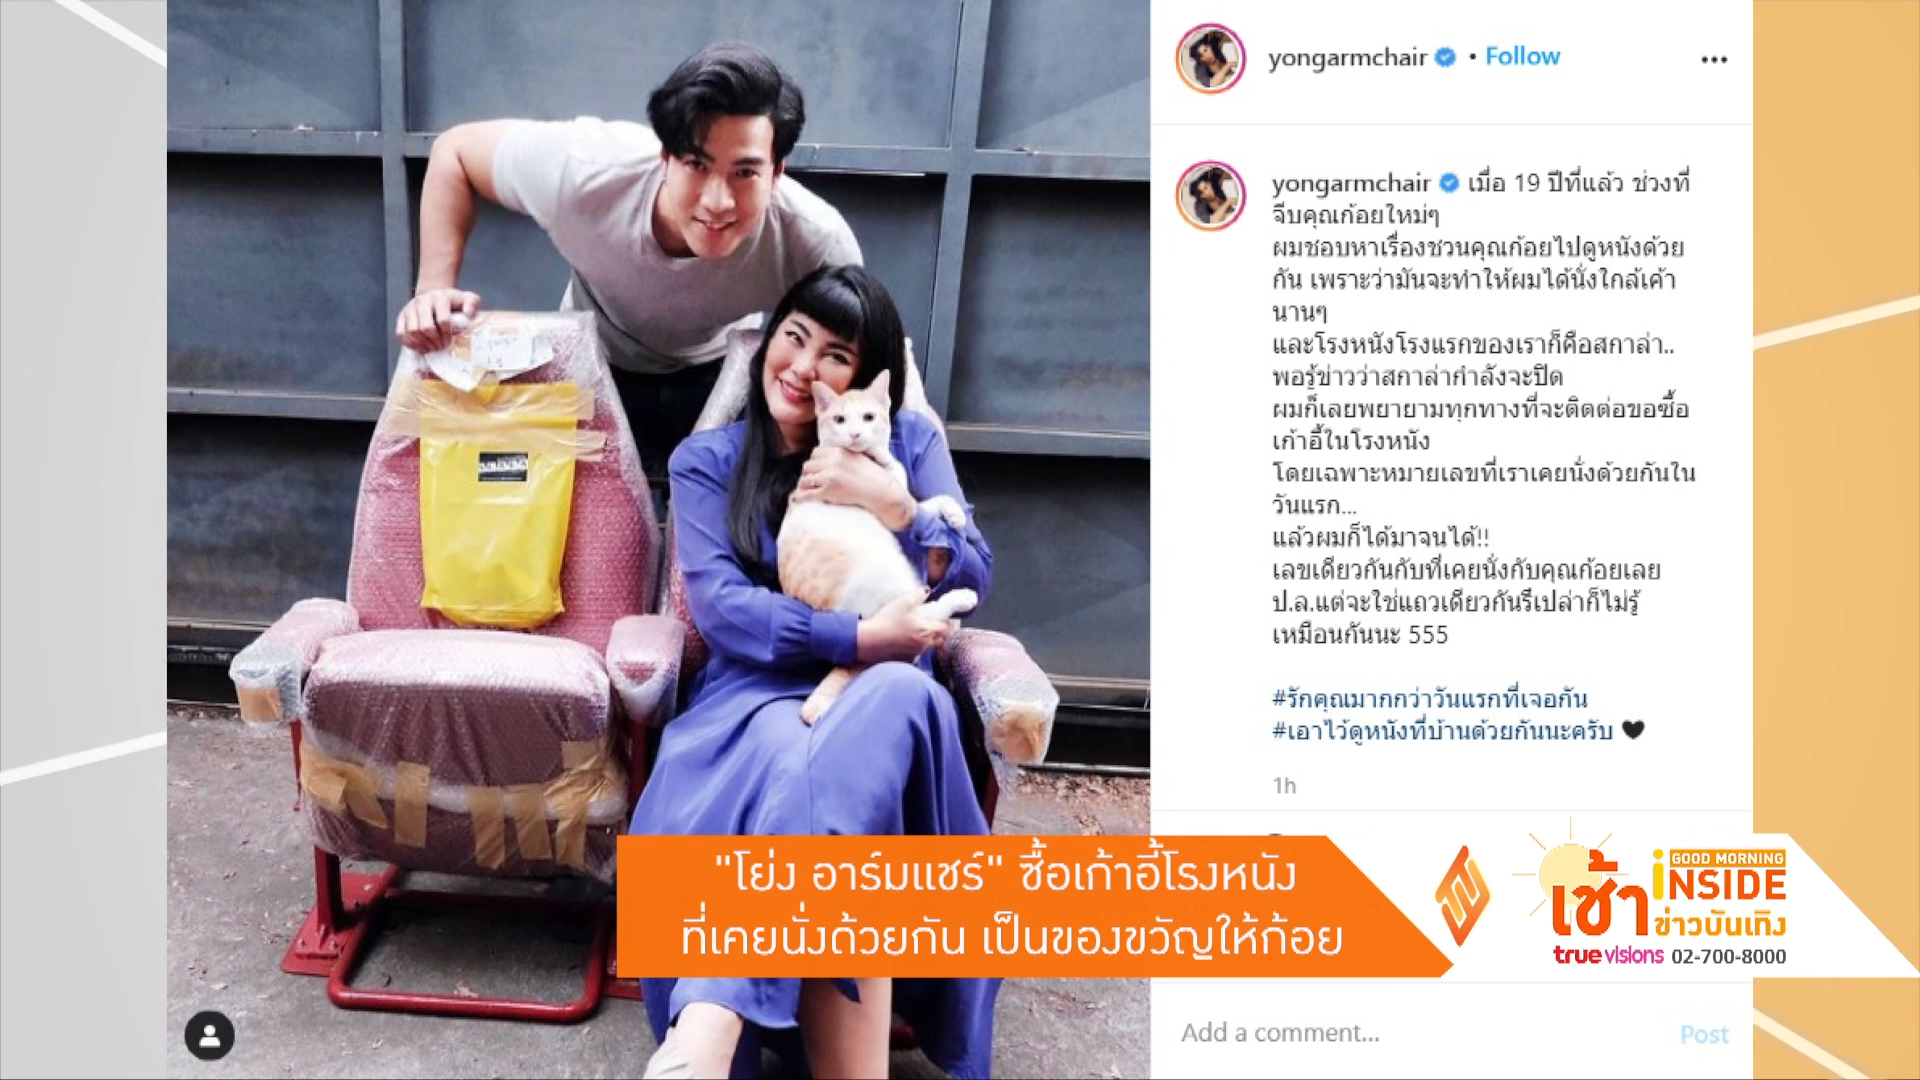 yongarmchair • Follow
yongarmchair เมื่อ 19 ปีที่แล้ว ช่วงที่
จีบคุณก้อยใหม่ๆ
ผมชอบหาเรื่องชวนคุณก้อยไปดูหนังด้วย
กัน เพราะว่ามันจะทำให้ผมได้นั่งใกล้เค้า
นานๆ
และโรงหนังโรงแรกของเราก็คือสกาล่า..
พอรู้ข่าวว่าสกาล่ากำลังจะปิด
ผมก็เลยพยายามทุกทางที่จะติดต่อขอซื้อ
เก้าอี้ในโรงหนัง
โดยเฉพาะหมายเลขที่เราเคยนั่งด้วยกันใน
วันแรก...
แล้วผมก็ได้มาจนได้!!
เลขเดียวกันกับที่เคยนั่งกับคุณก้อยเลย
ป.ล.แต่จะใช่แถวเดียวกันรึเปล่าก็ไม่รู้
เหมือนกันนะ 555
#รักคุณมากกว่าวันแรกที่เจอกัน
#เอาไว้ดูหนังที่บ้านด้วยกันนะครับ 🖤
1h
"โย่ง อาร์มแชร์" ซื้อเก้าอี้โรงหนัง
ที่เคยนั่งด้วยกัน เป็นของขวัญให้ก้อย
GOOD MORNING
เช้า iNSIDE
ข่าวบันเทิง
truevisions 02-700-8000
Add a comment...
Post